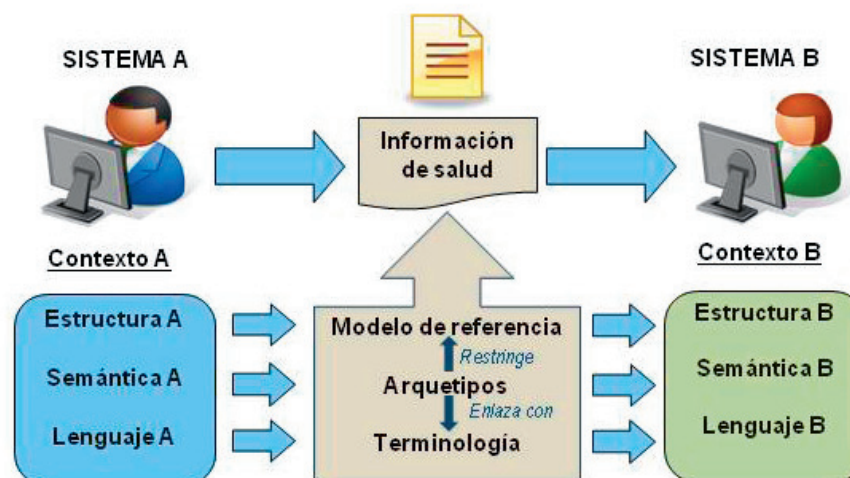 SISTEMA A
SISTEMA B
Información
de salud
Contexto A
Contexto B
Estructura A
Modelo de referencia
Estructura B
Restringe
Semántica A
Arquetipos
Semántica B
Enlaza con
Lenguaje A
Terminología
Lenguaje B